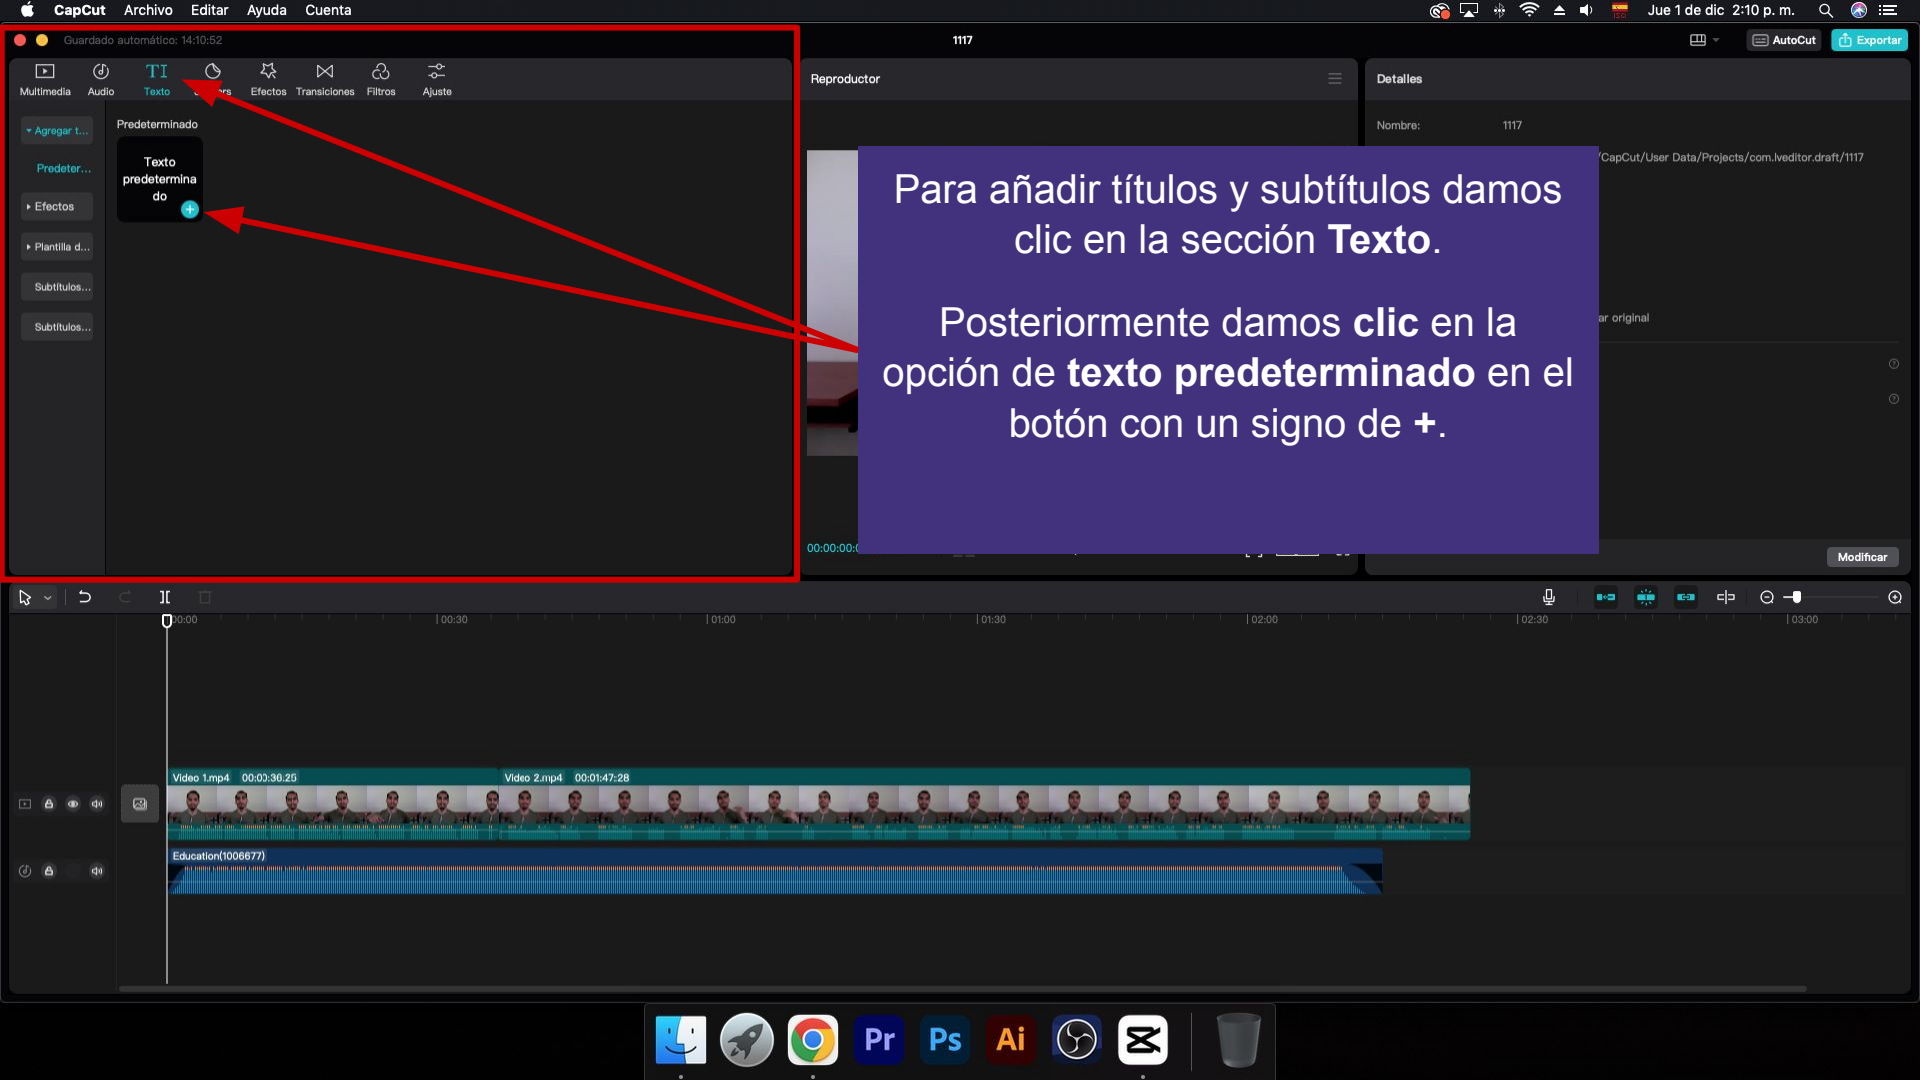 CapCut Archivo Editar Ayuda Cuenta
Jue 1 de dic 2:10 p. m.
Guardado automático: 14:10:52
1117
AutoCut
Exportar
Multimedia Audio Texto Efectos Transiciones Filtros Ajuste
Reproductor
Detalles
Agregar t...
Predeter...
Efectos
Plantilla d...
Subtítulos...
Subtítulos...
Predeterminado
Texto
predetermina
do
Nombre: 1117
/CapCut/User Data/Projects/com.lveditor.draft/1117
ar original
Para añadir títulos y subtítulos damos
clic en la sección Texto.
Posteriormente damos clic en la
opción de texto predeterminado en el
botón con un signo de +.
00:00:00:
Modificar
00:00 00:30 01:00 01:30 02:00 02:30 03:00
Video 1.mp4 00:00:36:25
Video 2.mp4 00:01:47:28
Education(1006677)
Pr Ps Ai